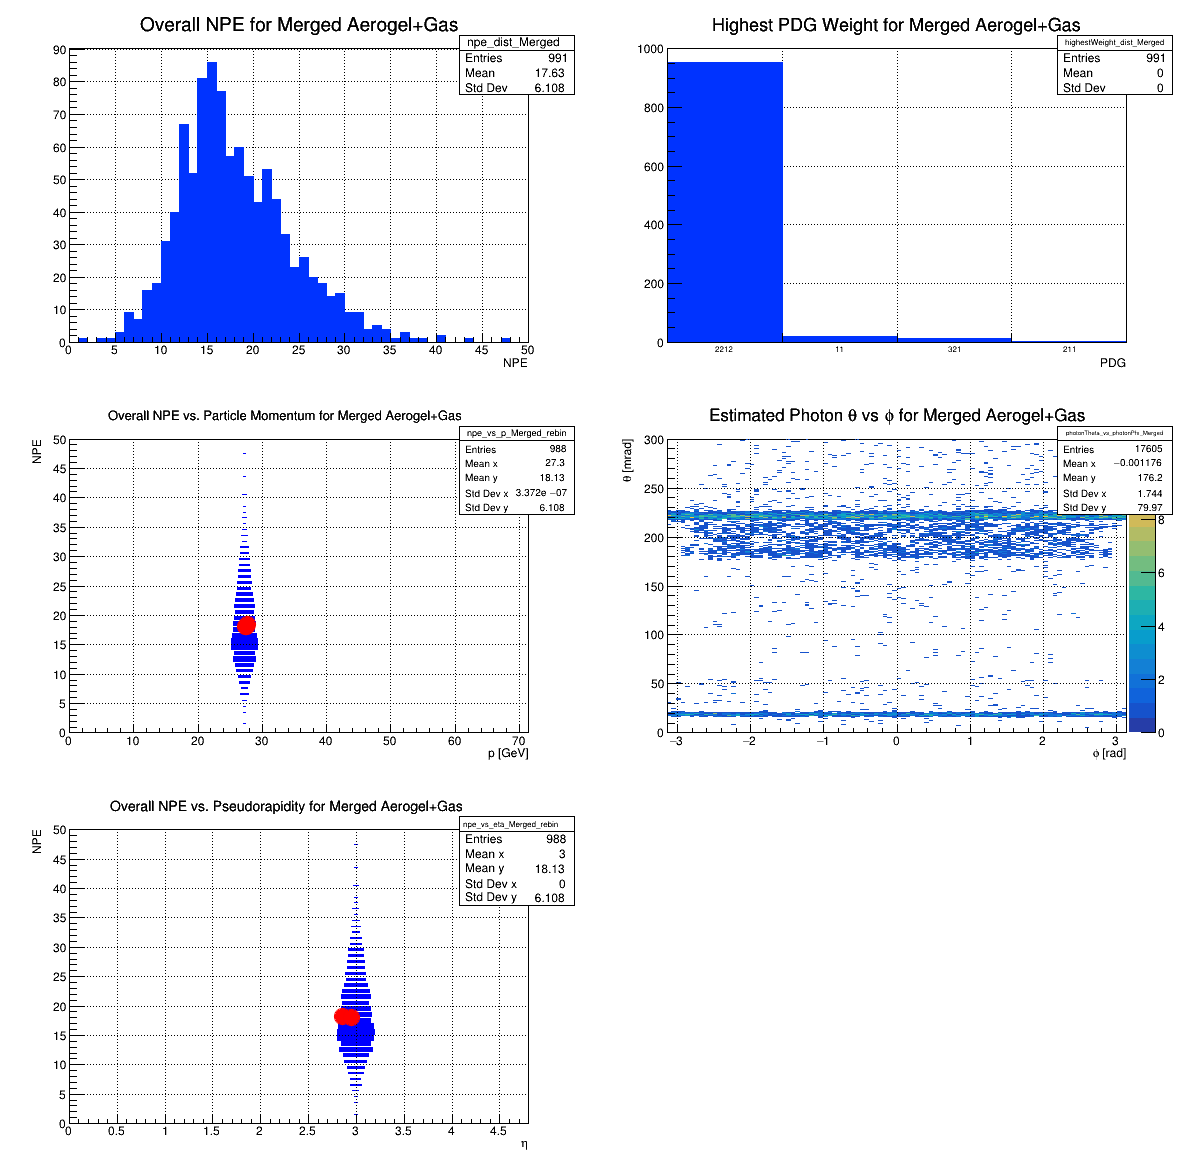 Overall NPE for Merged Aerogel+Gas
npe_dist_Merged
Entries 991
Mean 17.63
Std Dev 6.108
90
80
70
60
50
40
30
20
10
0
0 5 10 15 20 25 30 35 40 45 50
NPE
Highest PDG Weight for Merged Aerogel+Gas
highestWeight_dist_Merged
Entries 991
Mean 0
Std Dev 0
1000
800
600
400
200
0
2212 11 321 211
PDG
Overall NPE vs. Particle Momentum for Merged Aerogel+Gas
npe_vs_p_Merged_rebin
Entries 988
Mean x 27.3
Mean y 18.13
Std Dev x 3.372e −07
Std Dev y 6.108
NPE
50
45
40
35
30
25
20
15
10
5
0
0 10 20 30 40 50 60 70
p [GeV]
Estimated Photon θ vs ϕ for Merged Aerogel+Gas
photonTheta_vs_photonPhi_Merged
Entries 17605
Mean x −0.001176
Mean y 176.2
Std Dev x 1.744
Std Dev y 79.97
θ [mrad]
300
250
200
150
100
50
0
−3 −2 −1 0 1 2 3
ϕ [rad]
8
6
4
2
0
Overall NPE vs. Pseudorapidity for Merged Aerogel+Gas
npe_vs_eta_Merged_rebin
Entries 988
Mean x 3
Mean y 18.13
Std Dev x 0
Std Dev y 6.108
NPE
50
45
40
35
30
25
20
15
10
5
0
0 0.5 1 1.5 2 2.5 3 3.5 4 4.5
η